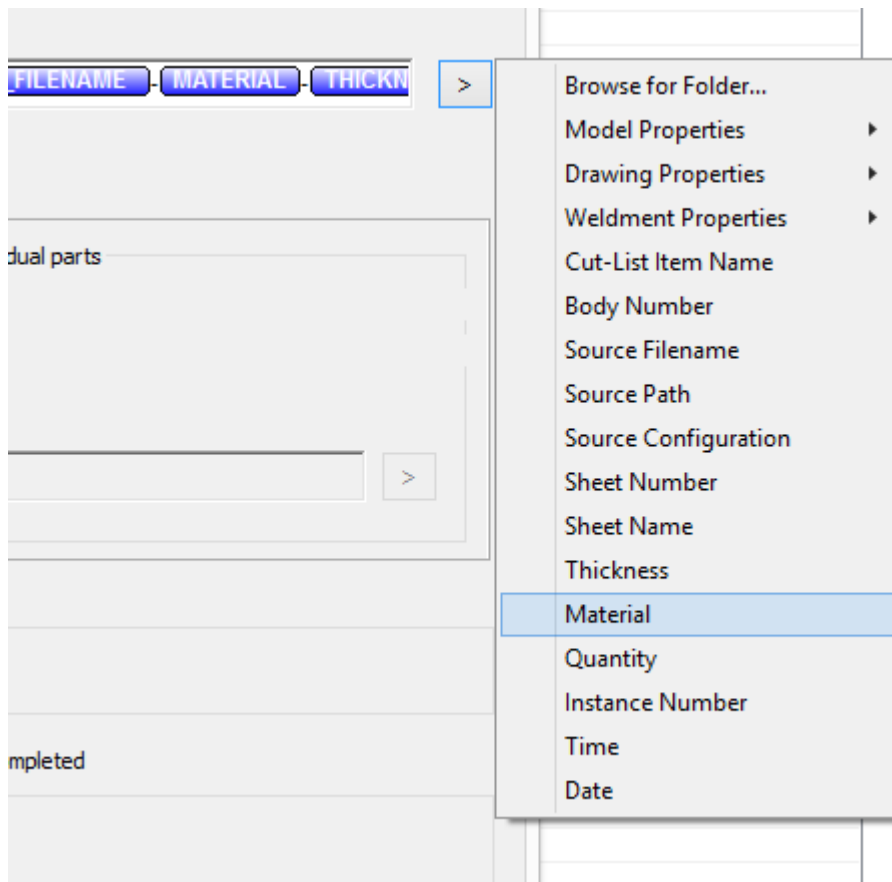 FILENAME - MATERIAL - THICKN
>
Browse for Folder...
Model Properties
Drawing Properties
Weldment Properties
dual parts
Cut-List Item Name
Body Number
Source Filename
Source Path
Source Configuration
>
Sheet Number
Sheet Name
Thickness
Material
Quantity
Instance Number
Time
mpleted
Date